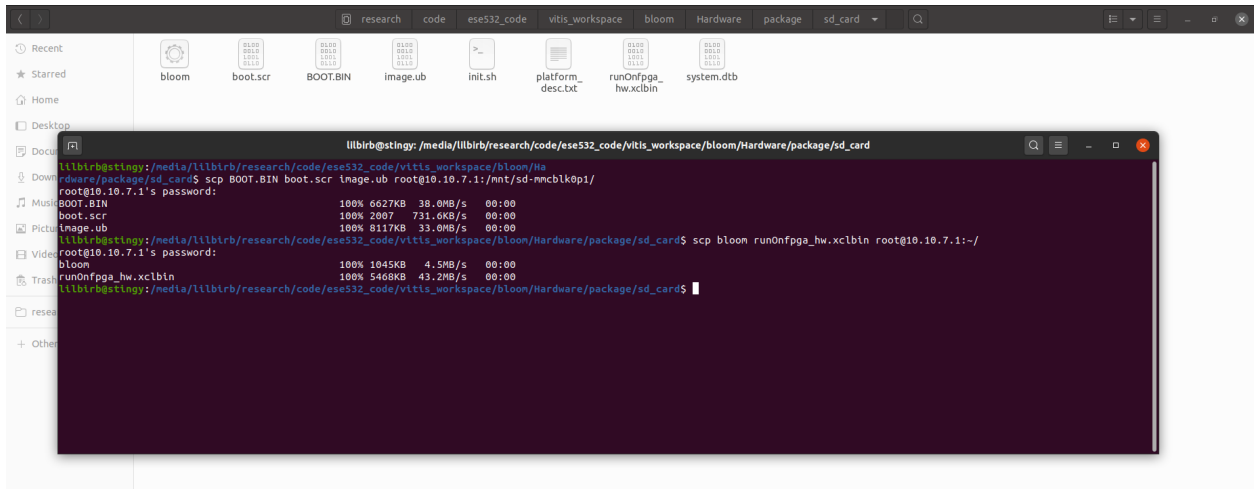 research code ese532_code vitis_workspace bloom Hardware package sd_card
Recent
Starred
Home
Desktop
bloom
boot.scr
BOOT.BIN
image.ub
init.sh
platform_
desc.txt
runOnfpga_
hw.xclbin
system.dtb
lilbirb@stingy: /media/lilbirb/research/code/ese532_code/vitis_workspace/bloom/Hardware/package/sd_card
Docu
Down
Music
Pictu
Video
Trash
resea
Other
lilbirb@stingy:/media/lilbirb/research/code/ese532_code/vitis_workspace/bloom/Ha
rdware/package/sd_card$ scp BOOT.BIN boot.scr image.ub root@10.10.7.1:/mnt/sd-mmcblk0p1/
root@10.10.7.1's password:
BOOT.BIN 100% 6627KB 38.0MB/s 00:00
boot.scr 100% 2007 731.6KB/s 00:00
image.ub 100% 8117KB 33.0MB/s 00:00
lilbirb@stingy:/media/lilbirb/research/code/ese532_code/vitis_workspace/bloom/Hardware/package/sd_card$ scp bloom runOnfpga_hw.xclbin root@10.10.7.1:~/
root@10.10.7.1's password:
bloom 100% 1045KB 4.5MB/s 00:00
runOnfpga_hw.xclbin 100% 5468KB 43.2MB/s 00:00
lilbirb@stingy:/media/lilbirb/research/code/ese532_code/vitis_workspace/bloom/Hardware/package/sd_card$